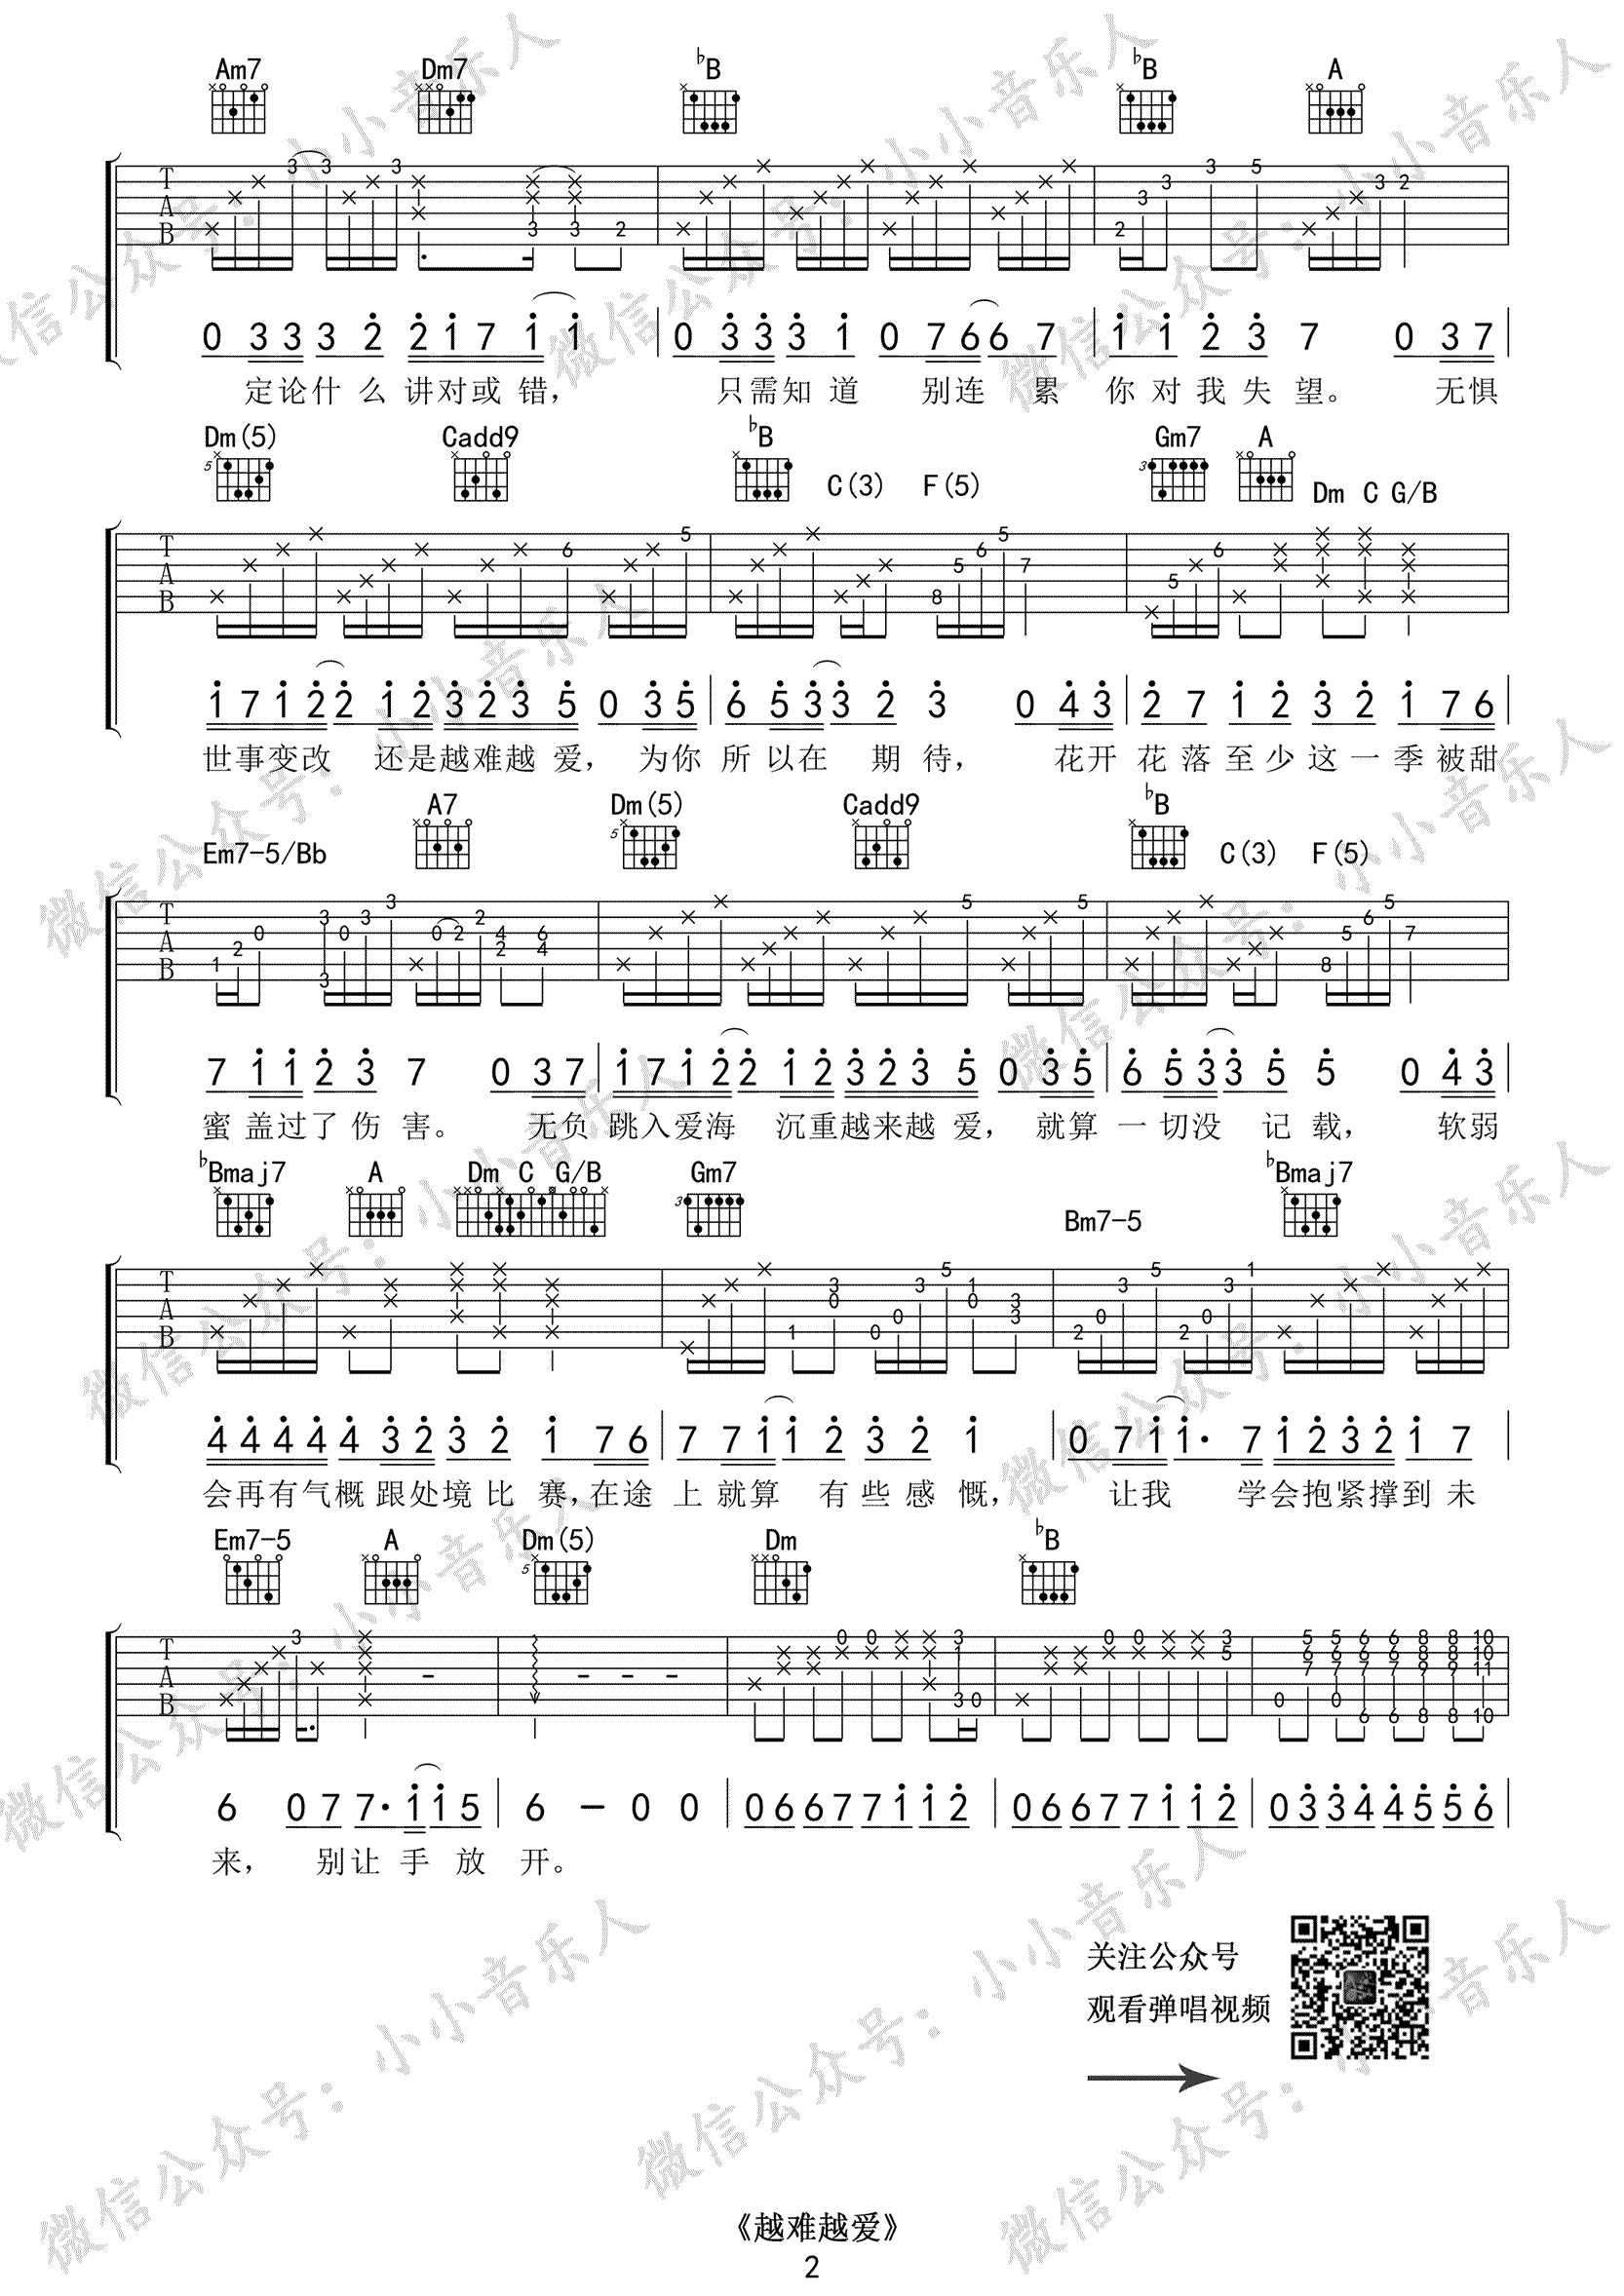 Am7 Dm7 ♭B ♭B A
定论什么 讲对或错， 只需知道 别连 累 你对我失望。 无惧
Dm(5) Cadd9 ♭B C(3) F(5) Gm7 A Dm C G/B
世事变改 还是越难越 爱， 为你 所 以在 期 待， 花开 花 落 至 少 这 一 季 被甜
Em7-5/Bb A7 Dm(5) Cadd9 ♭B C(3) F(5)
蜜 盖过了 伤 害。 无负 跳入爱海 沉重越来越 爱， 就算 一 切没 记 载， 软弱
♭Bmaj7 A Dm C G/B Gm7 Bm7-5 ♭Bmaj7
会再有气概 跟处境 比 赛，在途 上 就算 有 些 感 慨， 让我 学会抱紧撑到 未
Em7-5 A Dm(5) Dm ♭B
来， 别让 手 放 开。
0 3 3 3 2 2 1 7 1 1 0 3 3 3 1 0 7 6 6 7 1 1 2 3 7 0 3 7
1 7 1 2 2 1 2 3 2 3 5 0 3 5 6 5 3 3 2 3 0 4 3 2 7 1 2 3 2 1 7 6
7 1 1 2 3 7 0 3 7 1 7 1 2 2 1 2 3 2 3 5 0 3 5 6 5 3 3 5 5 0 4 3
4 4 4 4 4 3 2 3 2 1 7 6 7 7 1 1 2 3 2 1 0 7 1 1· 7 1 2 3 2 1 7
6 0 7 7· 1 1 5 6 – 0 0 0 6 6 7 7 1 1 2 0 6 6 7 7 1 1 2 0 3 3 4 4 5 5 6
关注公众号
观看弹唱视频
《越难越爱》
2
微信公众号：小小音乐人